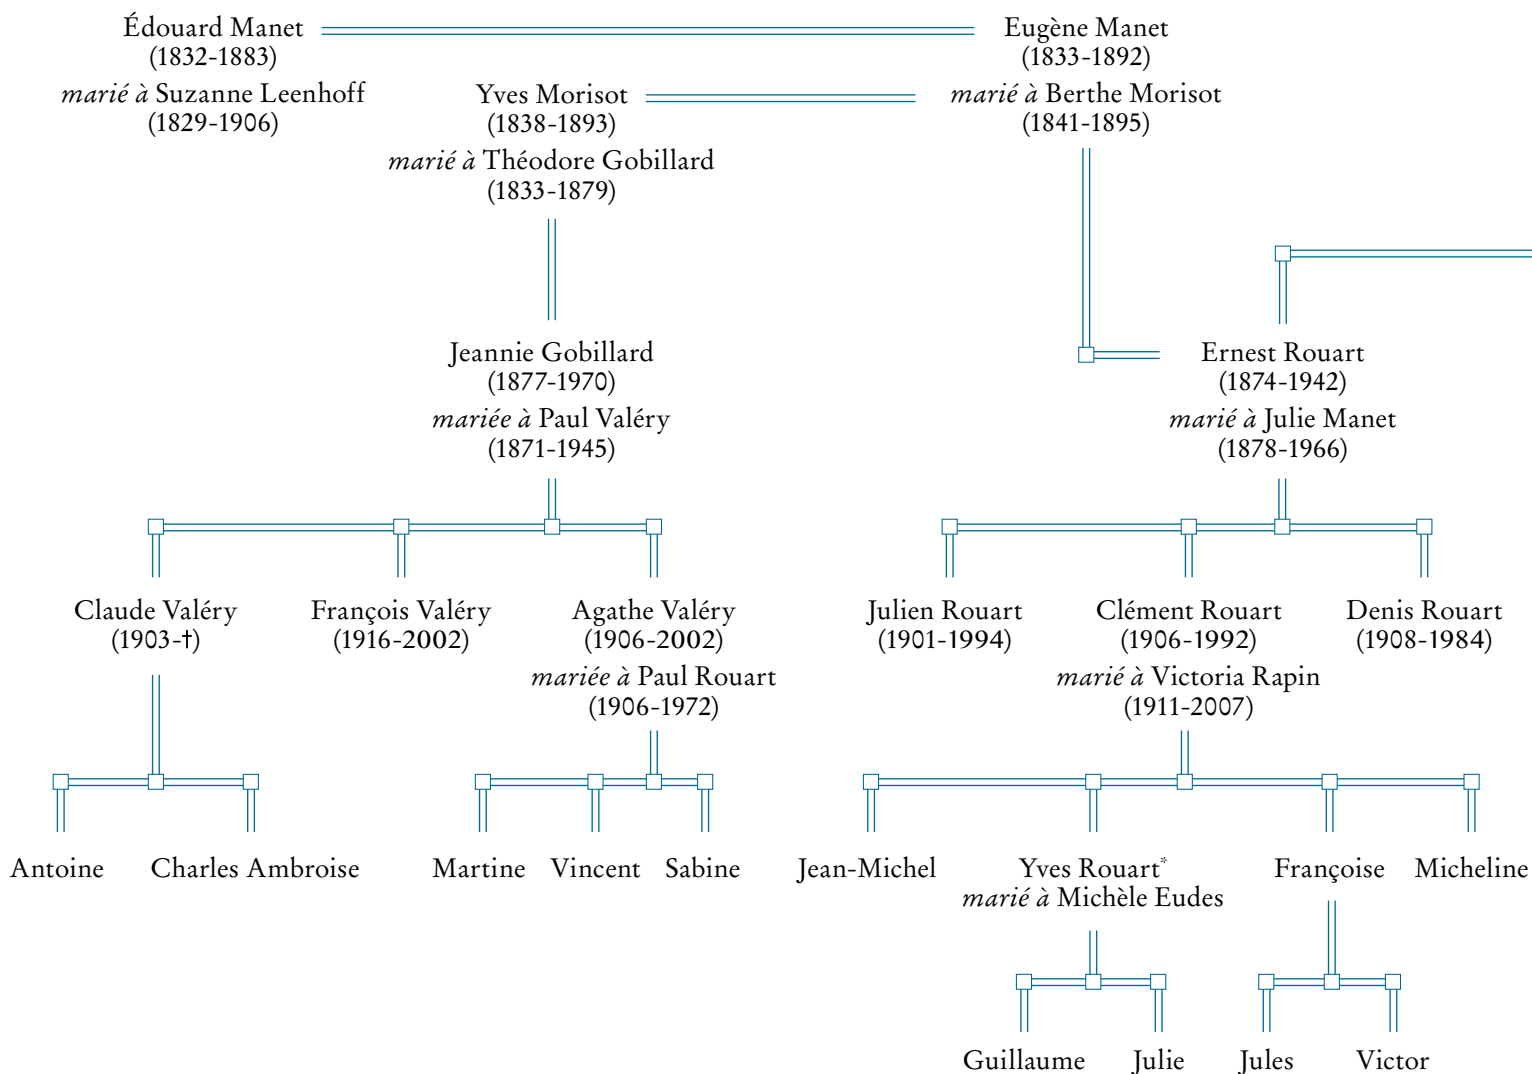 Édouard Manet
(1832-1883)
marié à Suzanne Leenhoff
(1829-1906)
Eugène Manet
(1833-1892)
marié à Berthe Morisot
(1841-1895)
Yves Morisot
(1838-1893)
marié à Théodore Gobillard
(1833-1879)
Jeannie Gobillard
(1877-1970)
mariée à Paul Valéry
(1871-1945)
Ernest Rouart
(1874-1942)
marié à Julie Manet
(1878-1966)
Claude Valéry
(1903-†)
François Valéry
(1916-2002)
Agathe Valéry
(1906-2002)
mariée à Paul Rouart
(1906-1972)
Julien Rouart
(1901-1994)
Clément Rouart
(1906-1992)
marié à Victoria Rapin
(1911-2007)
Denis Rouart
(1908-1984)
Antoine
Charles Ambroise
Martine
Vincent
Sabine
Jean-Michel
Yves Rouart*
marié à Michèle Eudes
Françoise
Micheline
Guillaume
Julie
Jules
Victor